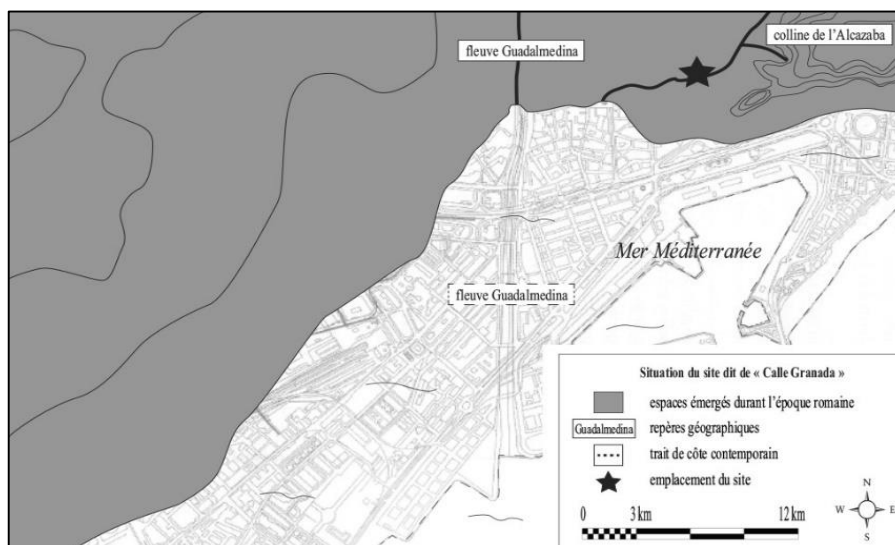 fleuve Guadalmedina
colline de l'Alcazaba
Mer Méditerranée
fleuve Guadalmedina
Situation du site dit de « Calle Granada »
espaces émergés durant l'époque romaine
Guadalmedina repères géographiques
trait de côte contemporain
emplacement du site
0 3 km 12 km
N
W E
S